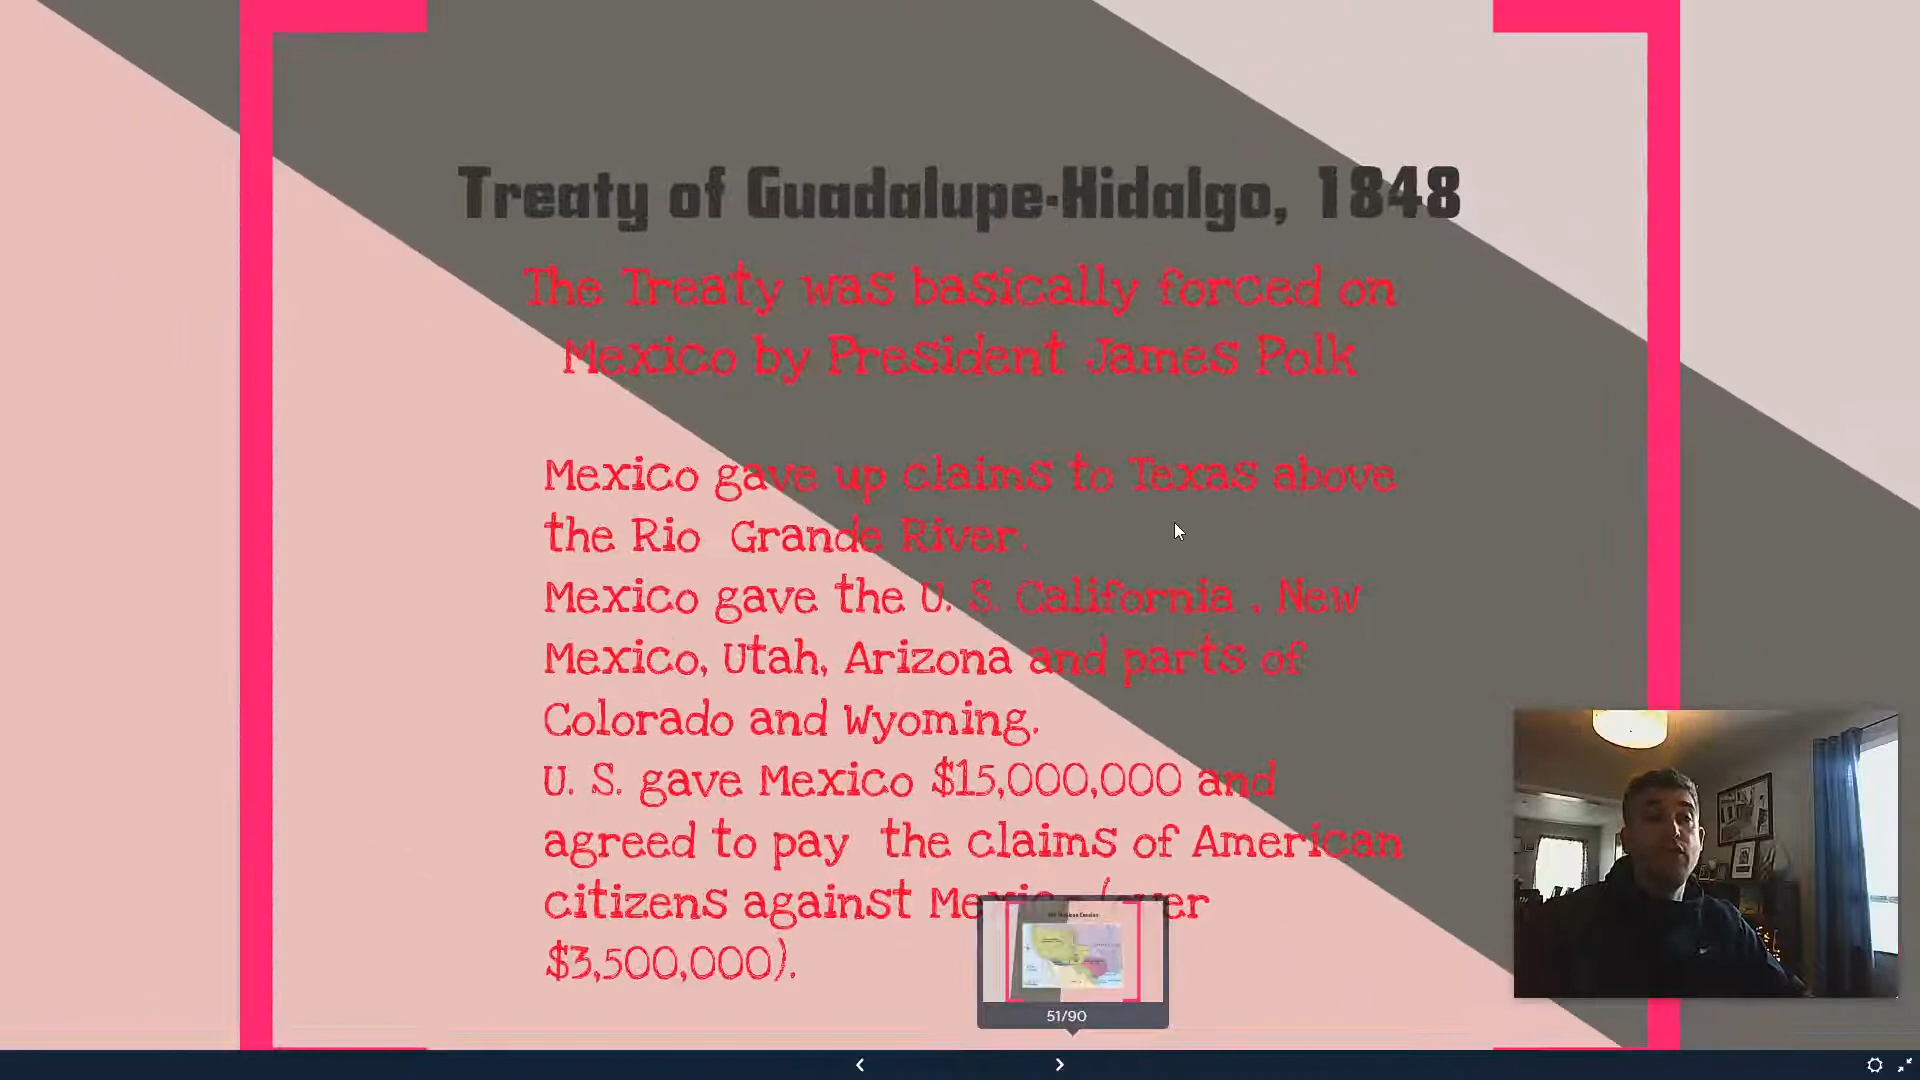 Treaty of Guadalupe-Hidalgo, 1848
The Treaty was basically forced on
Mexico by President James Polk
Mexico gave up claims to Texas above
the Rio Grande River.
Mexico gave the U. S. California , New
Mexico, Utah, Arizona and parts of
Colorado and Wyoming.
U. S. gave Mexico $15,000,000 and
agreed to pay the claims of American
citizens against Mexico (over
$3,500,000).
51/90